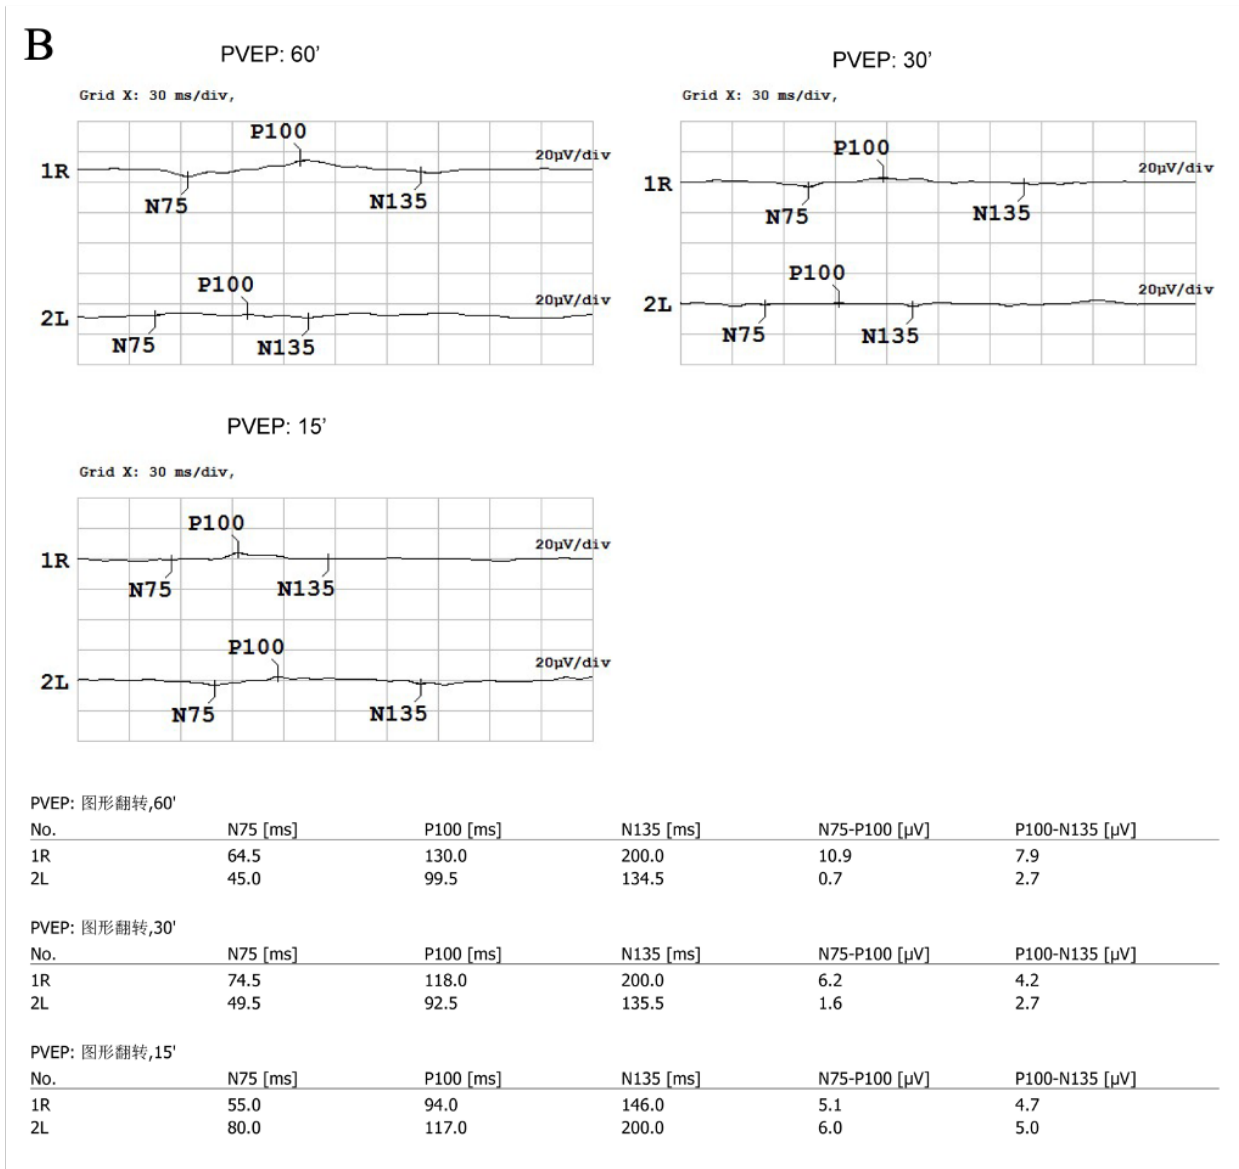 B
PVEP: 60'
Grid X: 30 ms/div,
P100
20µV/div
1R
N75
N135
P100
20µV/div
2L
N75
N135
PVEP: 30'
Grid X: 30 ms/div,
P100
20µV/div
1R
N75
N135
P100
20µV/div
2L
N75
N135
PVEP: 15'
Grid X: 30 ms/div,
P100
20µV/div
1R
N75
N135
P100
20µV/div
2L
N75
N135
PVEP: 图形翻转,60'
No. N75 [ms] P100 [ms] N135 [ms] N75-P100 [µV] P100-N135 [µV]
1R 64.5 130.0 200.0 10.9 7.9
2L 45.0 99.5 134.5 0.7 2.7
PVEP: 图形翻转,30'
No. N75 [ms] P100 [ms] N135 [ms] N75-P100 [µV] P100-N135 [µV]
1R 74.5 118.0 200.0 6.2 4.2
2L 49.5 92.5 135.5 1.6 2.7
PVEP: 图形翻转,15'
No. N75 [ms] P100 [ms] N135 [ms] N75-P100 [µV] P100-N135 [µV]
1R 55.0 94.0 146.0 5.1 4.7
2L 80.0 117.0 200.0 6.0 5.0